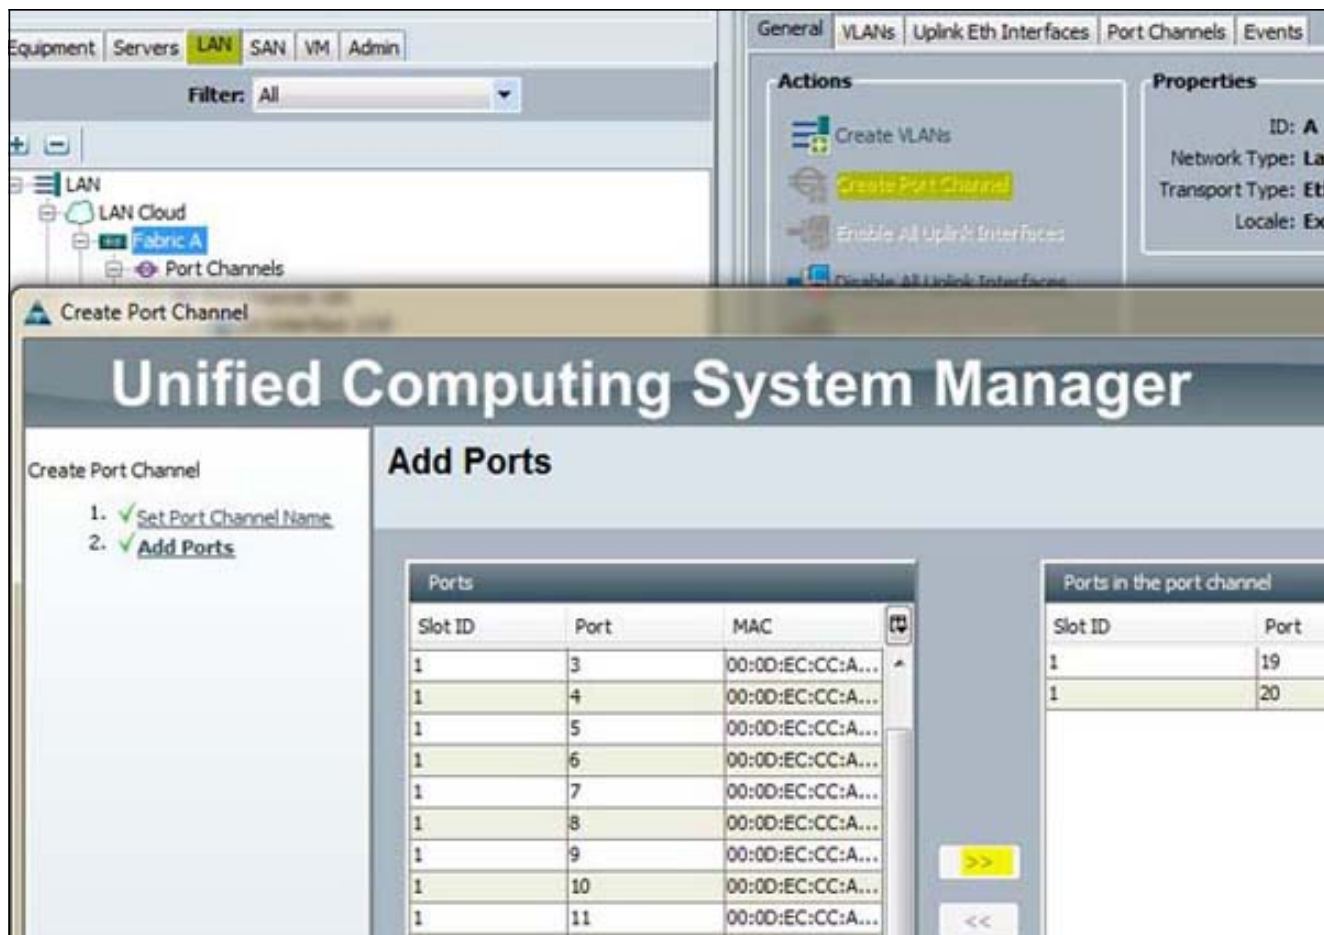 Equipment Servers LAN SAN VM Admin
Filter: All
LAN
LAN Cloud
Fabric A
Port Channels
General VLANs Uplink Eth Interfaces Port Channels Events
Actions
Create VLANs
Create Port Channel
Enable All Uplink Interfaces
Disable All Uplink Interfaces
Properties
ID: A
Network Type: La
Transport Type: Et
Locale: Ex
Create Port Channel
Unified Computing System Manager
Create Port Channel
1. Set Port Channel Name
2. Add Ports
Add Ports
Ports
Slot ID Port MAC
1 3 00:0D:EC:CC:A...
1 4 00:0D:EC:CC:A...
1 5 00:0D:EC:CC:A...
1 6 00:0D:EC:CC:A...
1 7 00:0D:EC:CC:A...
1 8 00:0D:EC:CC:A...
1 9 00:0D:EC:CC:A...
1 10 00:0D:EC:CC:A...
1 11 00:0D:EC:CC:A...
>>
<<
Ports in the port channel
Slot ID Port
1 19
1 20